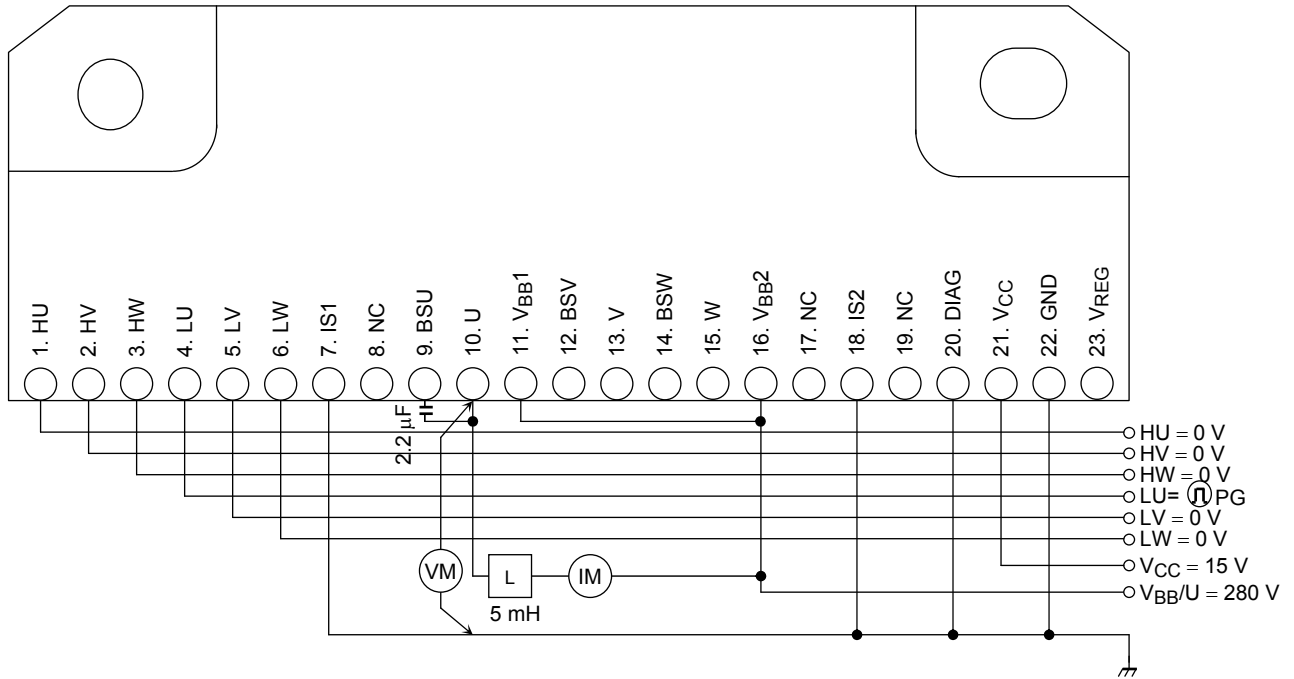 1. HU
2. HV
3. HW
4. LU
5. LV
6. LW
7. IS1
8. NC
9. BSU
10. U
11. VBB1
12. BSV
13. V
14. BSW
15. W
16. VBB2
17. NC
18. IS2
19. NC
20. DIAG
21. VCC
22. GND
23. VREG
2.2 μF
HU = 0 V
HV = 0 V
HW = 0 V
LU= PG
LV = 0 V
LW = 0 V
VM
L
IM
5 mH
VCC = 15 V
VBB/U = 280 V